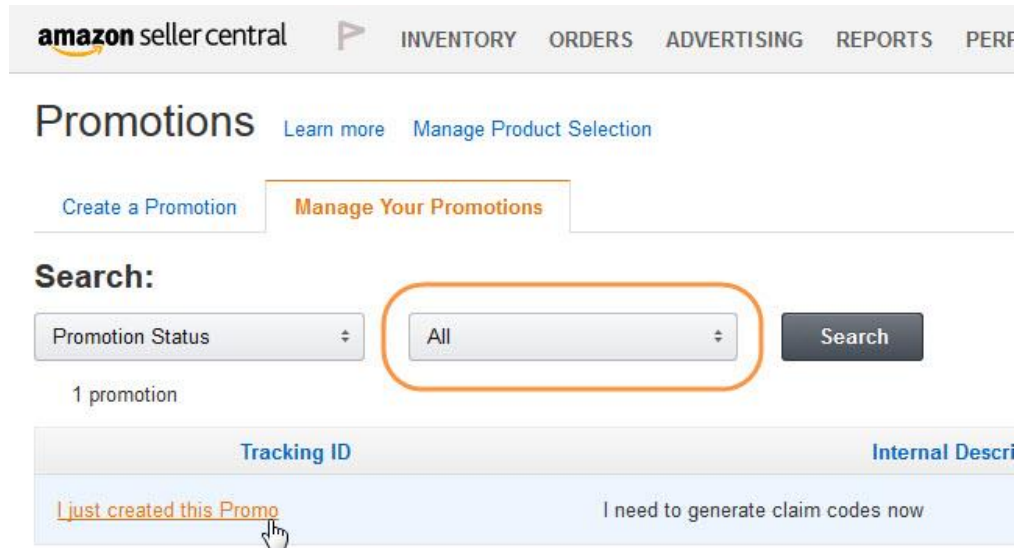 amazon seller central INVENTORY ORDERS ADVERTISING REPORTS
Promotions Learn more Manage Product Selection
Create a Promotion Manage Your Promotions
Search:
Promotion Status All Search
1 promotion
Tracking ID Internal
I just created this Promo I need to generate claim codes now